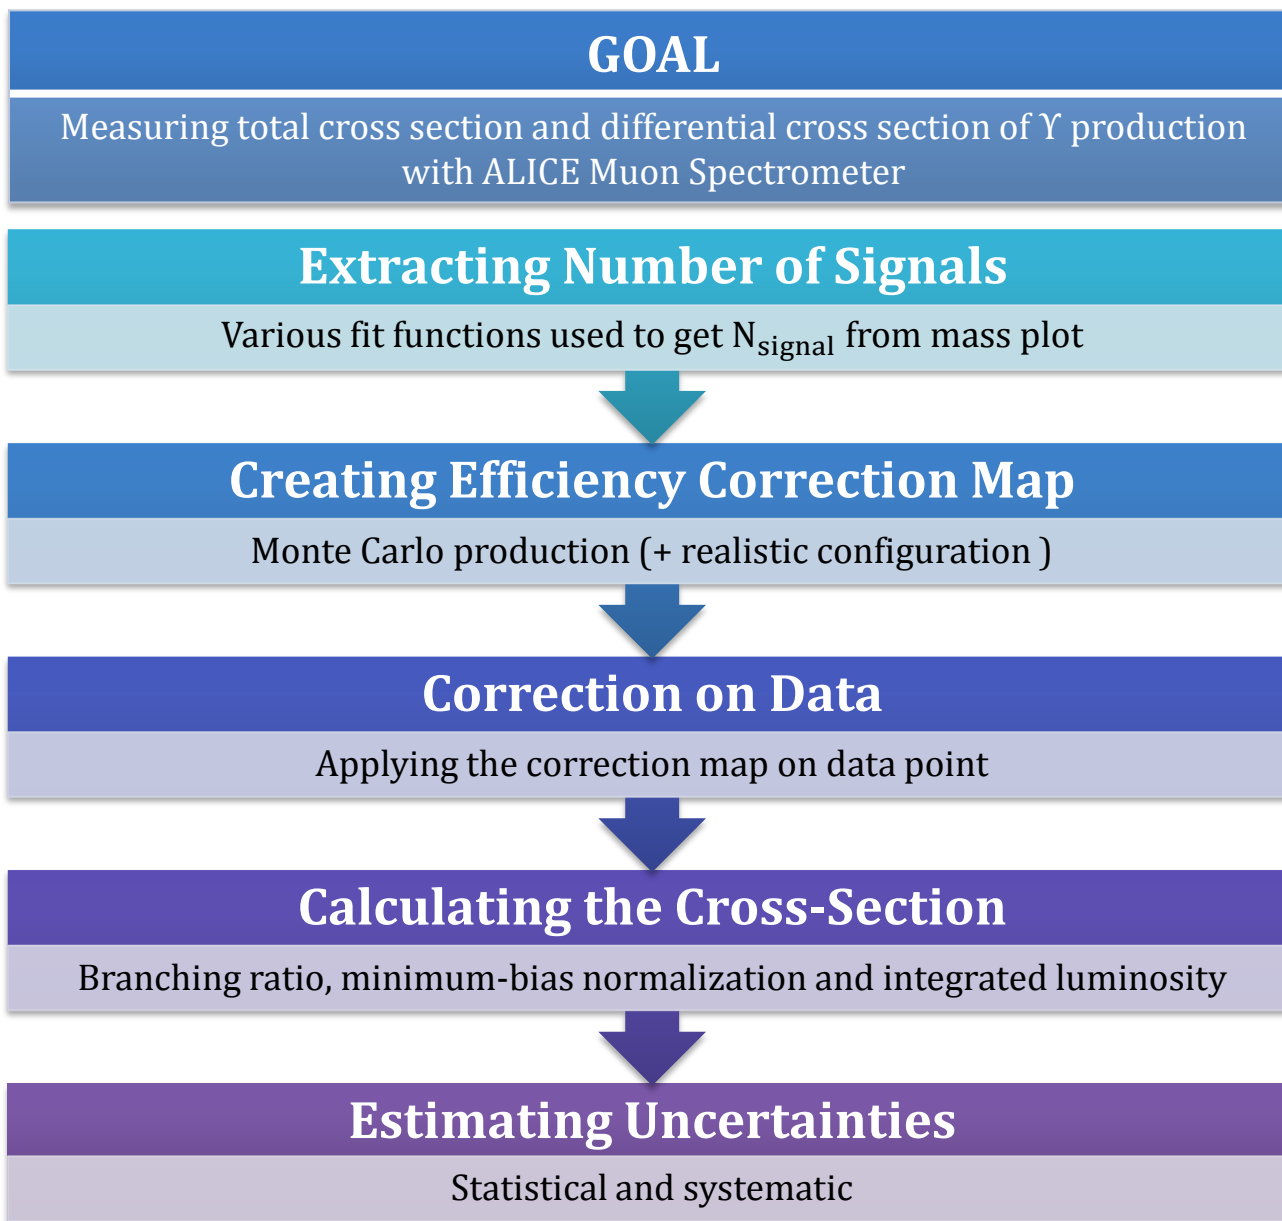 GOAL
Measuring total cross section and differential cross section of ϒ production
with ALICE Muon Spectrometer
Extracting Number of Signals
Various fit functions used to get N_signal from mass plot
Creating Efficiency Correction Map
Monte Carlo production (+ realistic configuration )
Correction on Data
Applying the correction map on data point
Calculating the Cross-Section
Branching ratio, minimum-bias normalization and integrated luminosity
Estimating Uncertainties
Statistical and systematic